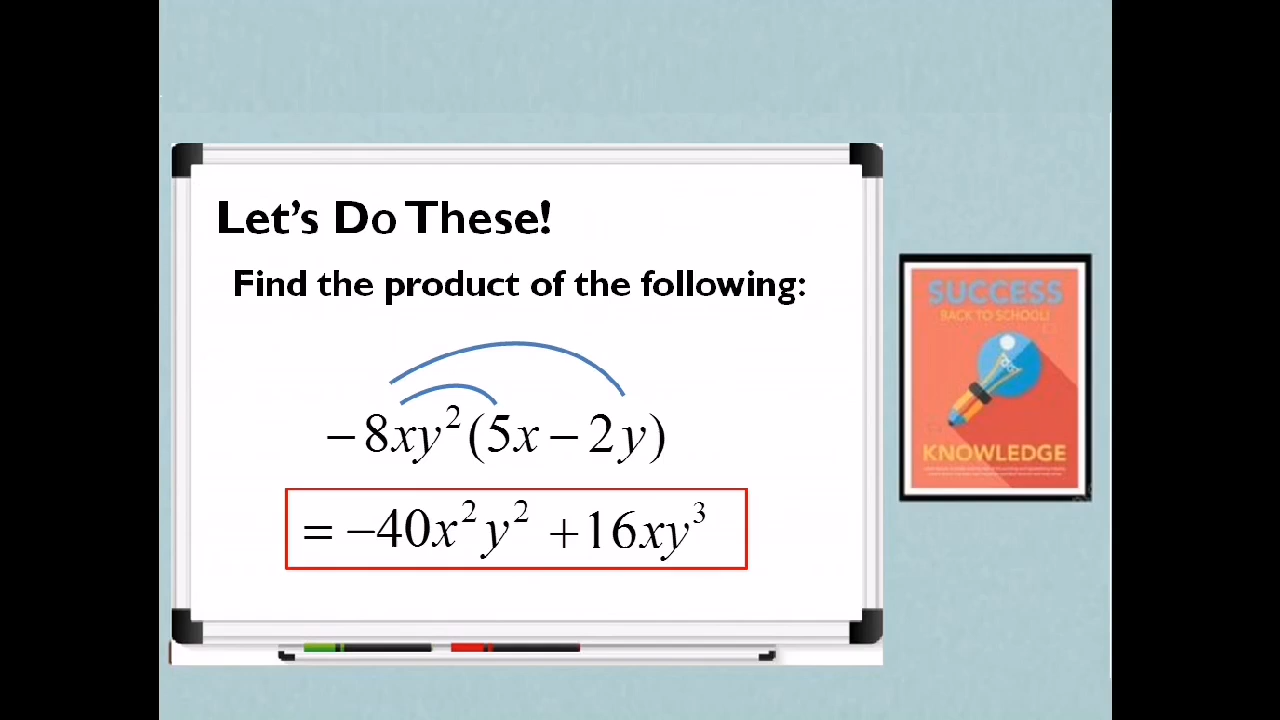 Let's Do These!
Find the product of the following:
−8xy²(5x−2y)
= −40x²y² +16xy³
SUCCESS
BACK TO SCHOOL!
KNOWLEDGE